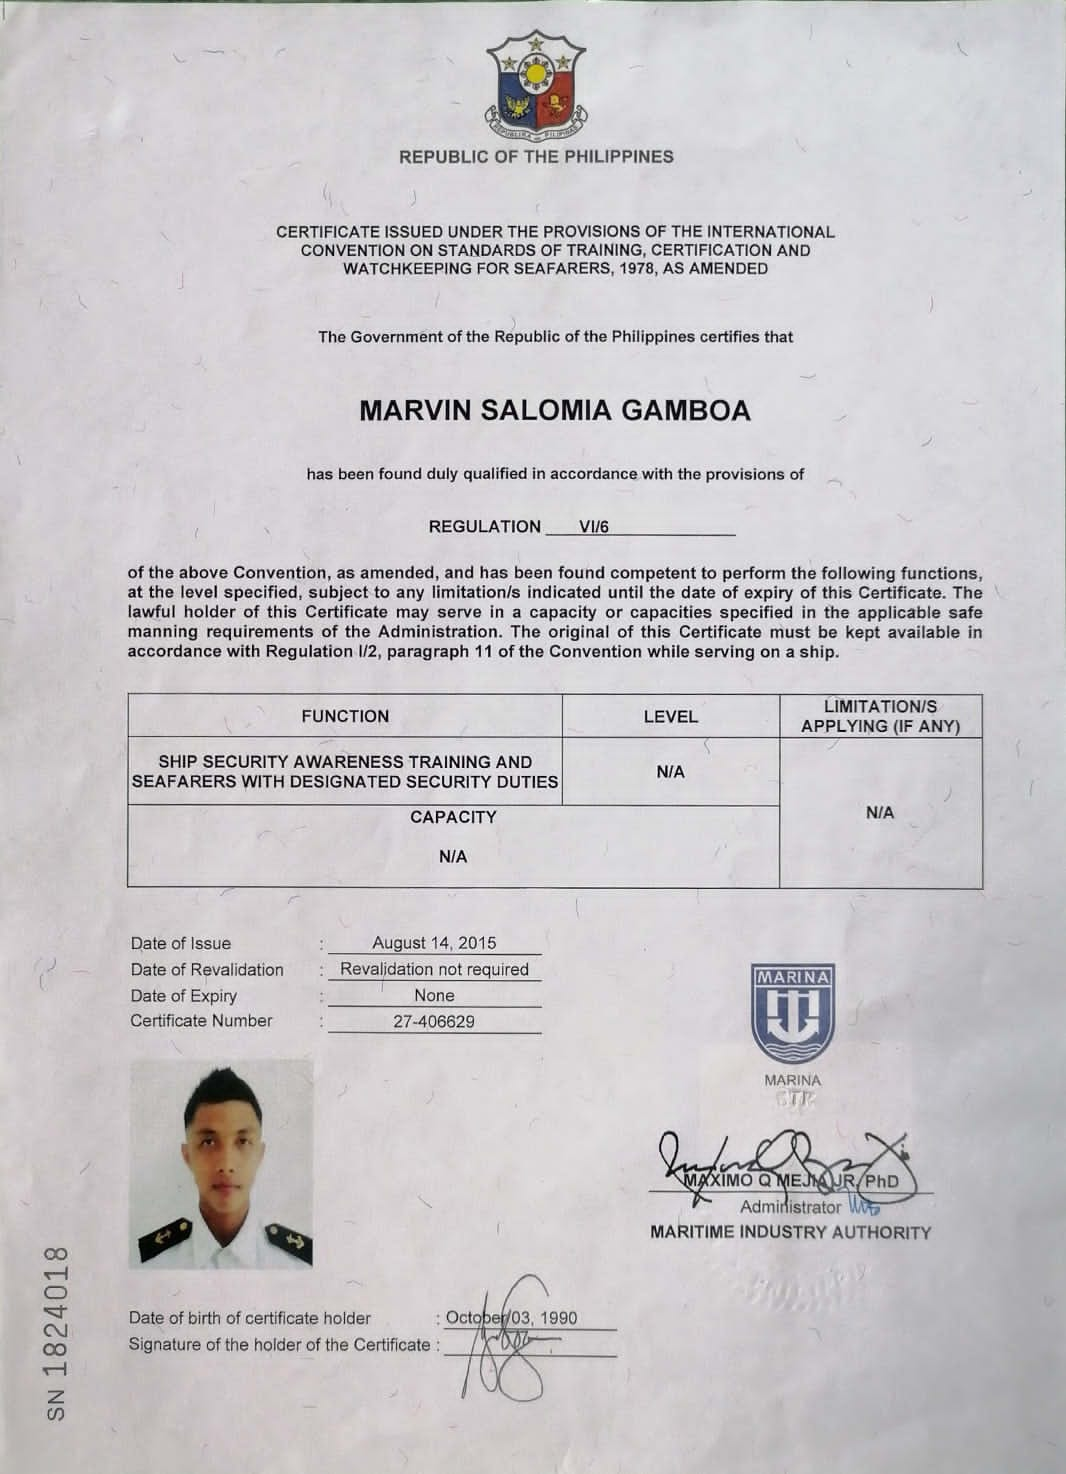 REPUBLIKA NG PILIPINAS
REPUBLIC OF THE PHILIPPINES
CERTIFICATE ISSUED UNDER THE PROVISIONS OF THE INTERNATIONAL
CONVENTION ON STANDARDS OF TRAINING, CERTIFICATION AND
WATCHKEEPING FOR SEAFARERS, 1978, AS AMENDED
The Government of the Republic of the Philippines certifies that
MARVIN SALOMIA GAMBOA
has been found duly qualified in accordance with the provisions of
REGULATION VI/6
of the above Convention, as amended, and has been found competent to perform the following functions,
at the level specified, subject to any limitation/s indicated until the date of expiry of this Certificate. The
lawful holder of this Certificate may serve in a capacity or capacities specified in the applicable safe
manning requirements of the Administration. The original of this Certificate must be kept available in
accordance with Regulation I/2, paragraph 11 of the Convention while serving on a ship.
FUNCTION LEVEL LIMITATION/S
APPLYING (IF ANY)
SHIP SECURITY AWARENESS TRAINING AND
SEAFARERS WITH DESIGNATED SECURITY DUTIES
N/A
N/A
CAPACITY
N/A
Date of Issue : August 14, 2015
Date of Revalidation : Revalidation not required
Date of Expiry : None
Certificate Number : 27-406629
MARINA
MARINA
MAXIMO Q MEJIA JR, PhD
Administrator
MARITIME INDUSTRY AUTHORITY
Date of birth of certificate holder : October 03, 1990
Signature of the holder of the Certificate :
SN 1824018